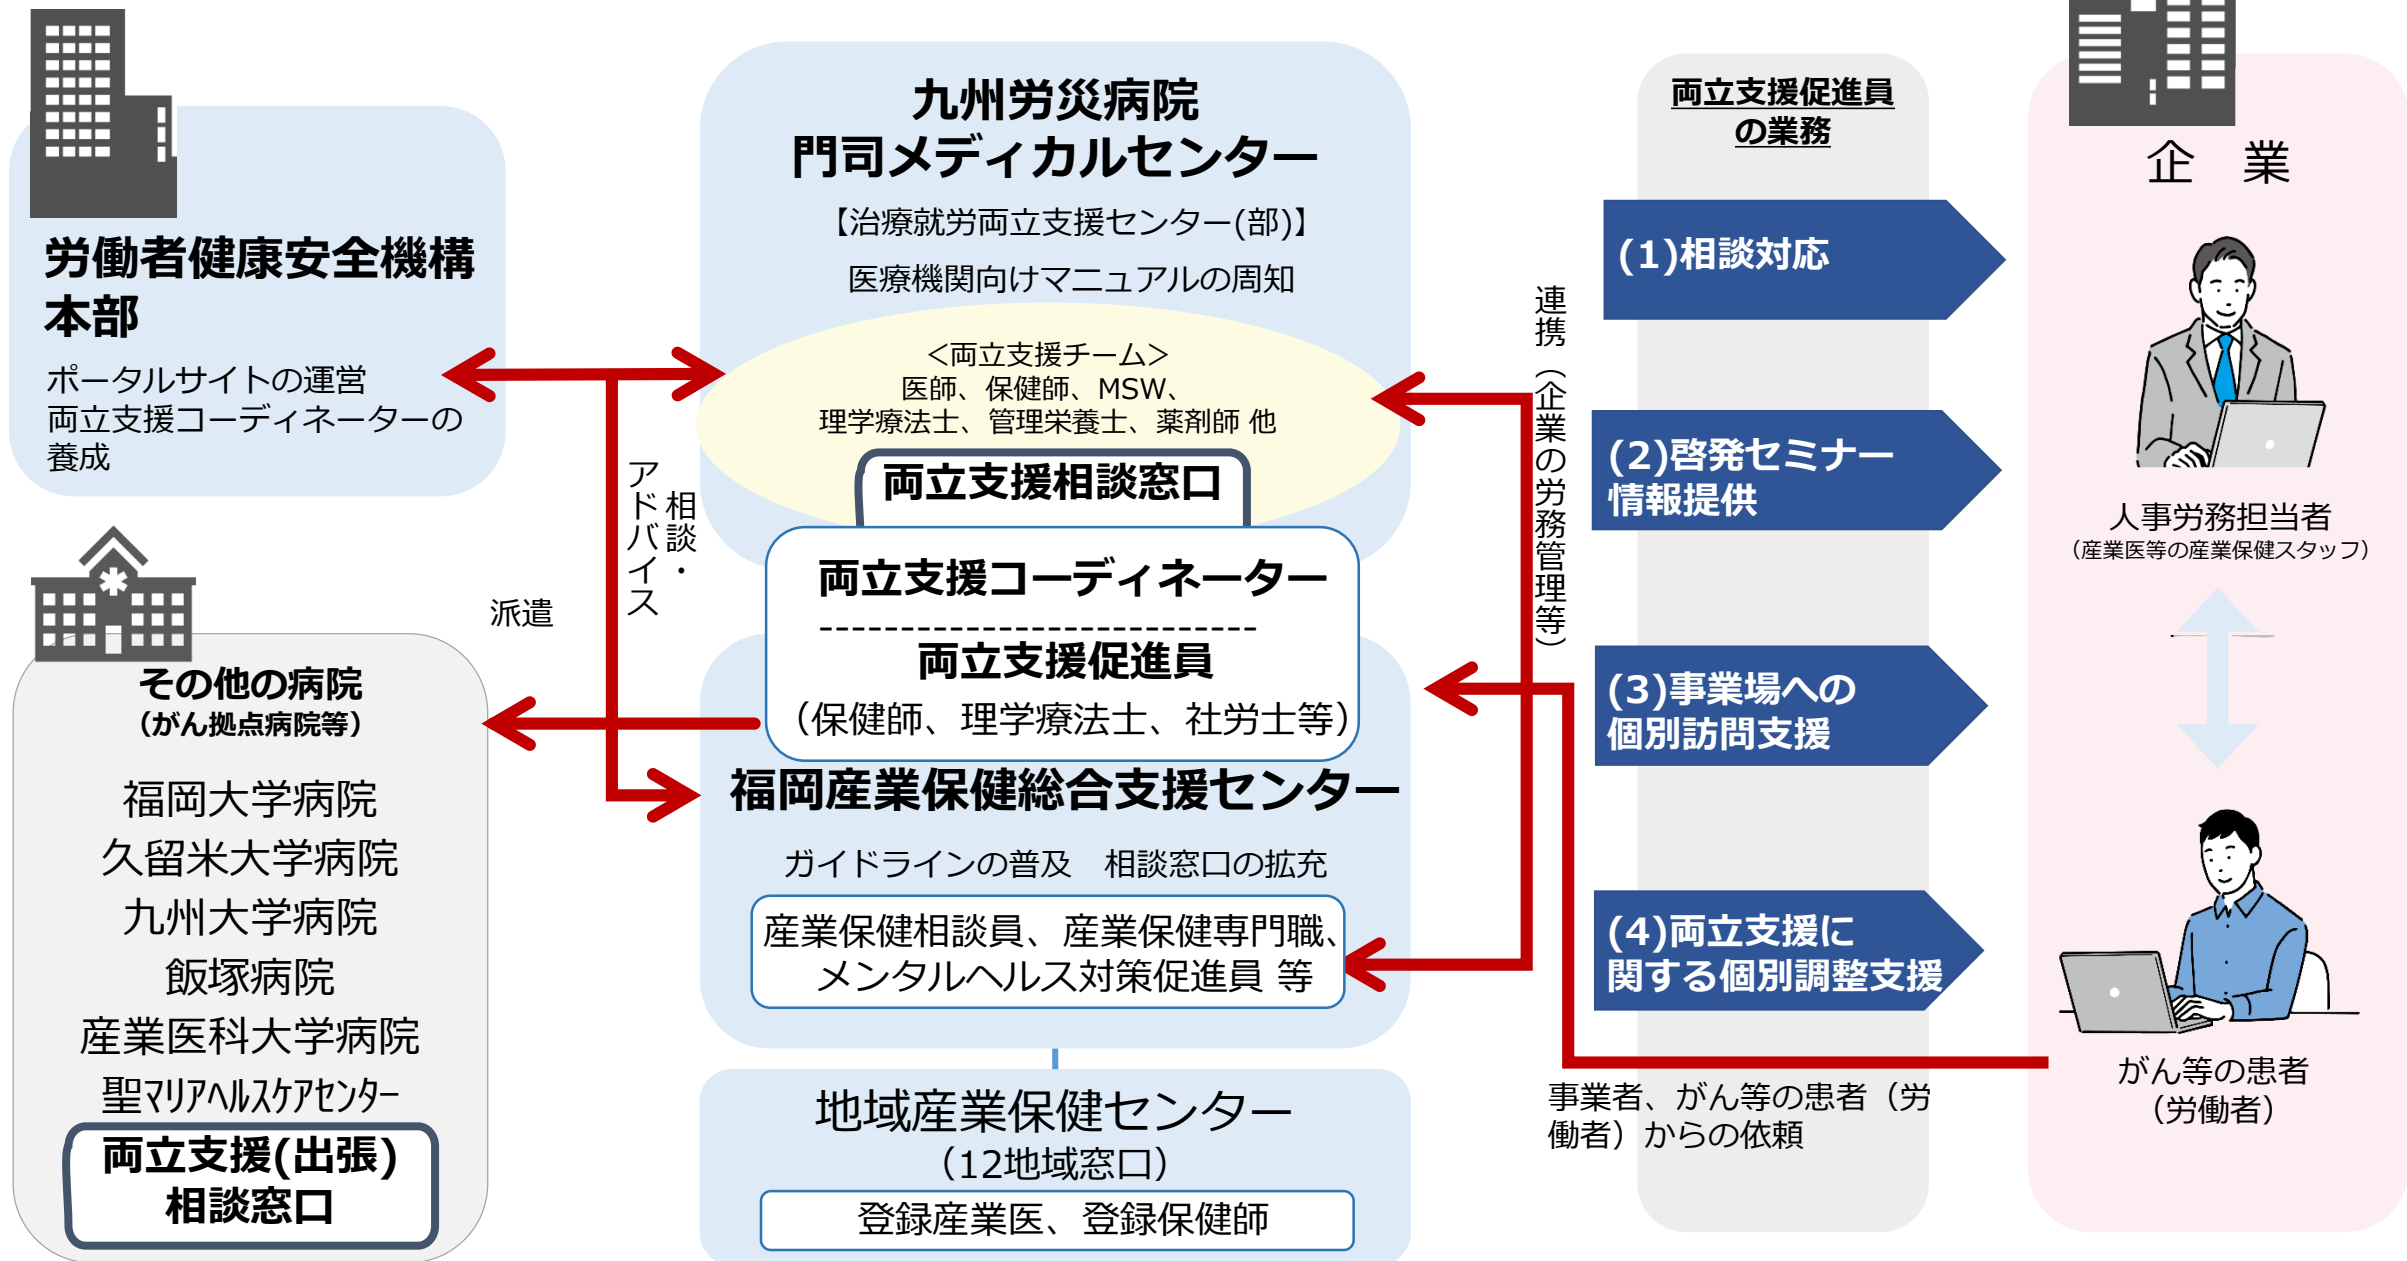 労働者健康安全機構
本部
ポータルサイトの運営
両立支援コーディネーターの
養成
その他の病院
（がん拠点病院等）
福岡大学病院
久留米大学病院
九州大学病院
飯塚病院
産業医科大学病院
聖マリアヘルスケアセンター
両立支援(出張)
相談窓口
派遣
相談・
アドバイス
九州労災病院
門司メディカルセンター
【治療就労両立支援センター(部)】
医療機関向けマニュアルの周知
＜両立支援チーム＞
医師、保健師、MSW、
理学療法士、管理栄養士、薬剤師 他
両立支援相談窓口
両立支援コーディネーター
---------------------------
両立支援促進員
（保健師、理学療法士、社労士等）
福岡産業保健総合支援センター
ガイドラインの普及　相談窓口の拡充
産業保健相談員、産業保健専門職、
メンタルヘルス対策促進員 等
地域産業保健センター
（12地域窓口）
登録産業医、登録保健師
連携（企業の労務管理等）
両立支援促進員
の業務
(1)相談対応
(2)啓発セミナー
情報提供
(3)事業場への
個別訪問支援
(4)両立支援に
関する個別調整支援
事業者、がん等の患者（労
働者）からの依頼
企　業
人事労務担当者
（産業医等の産業保健スタッフ）
がん等の患者
（労働者）